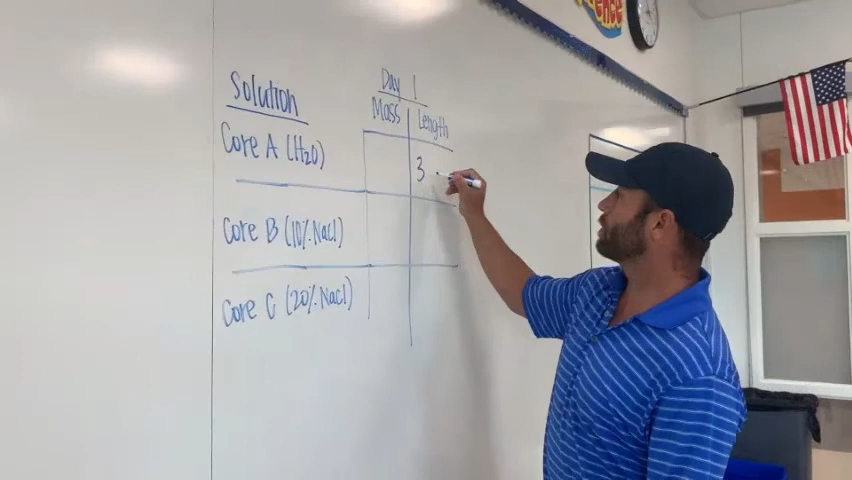 Solution Day 1
Mass Length
Core A (H₂O) 3
Core B (10% NaCl)
Core C (20% NaCl)